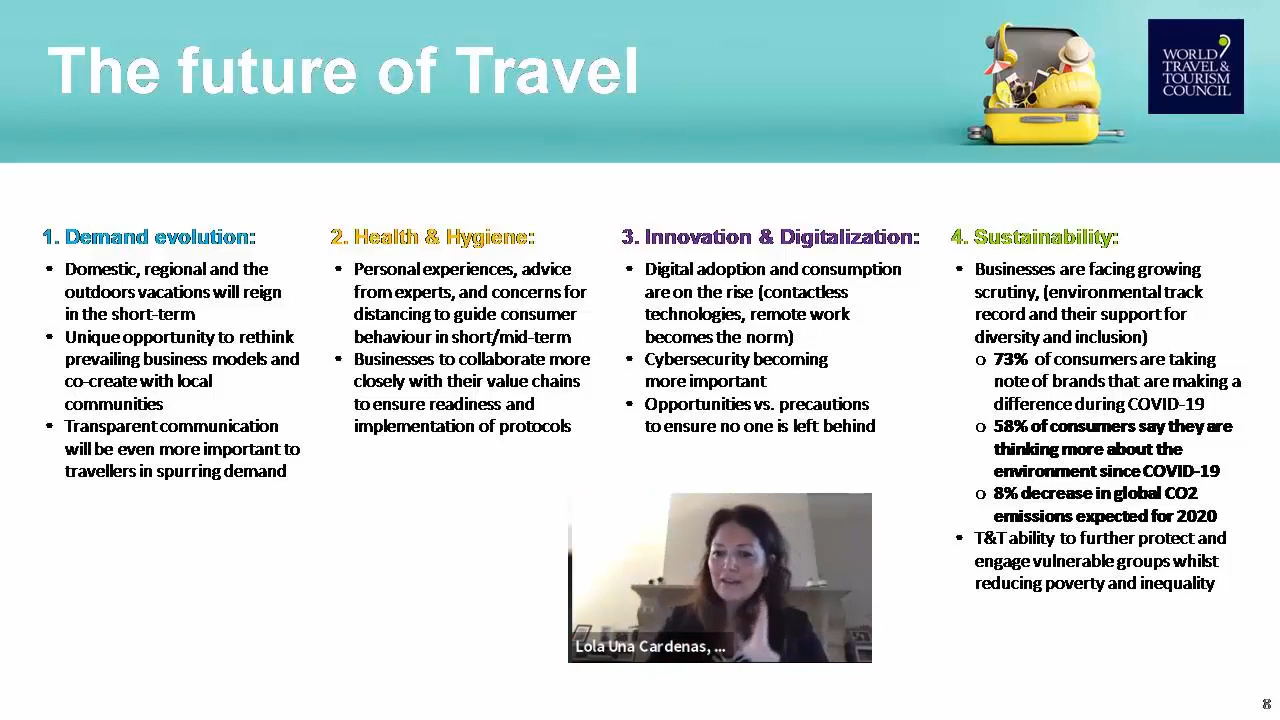 The future of Travel
WORLD
TRAVEL &
TOURISM
COUNCIL
1. Demand evolution:
• Domestic, regional and the
outdoors vacations will reign
in the short-term
• Unique opportunity to rethink
prevailing business models and
co-create with local
communities
• Transparent communication
will be even more important to
travellers in spurring demand
2. Health & Hygiene:
• Personal experiences, advice
from experts, and concerns for
distancing to guide consumer
behaviour in short/mid-term
• Businesses to collaborate more
closely with their value chains
to ensure readiness and
implementation of protocols
3. Innovation & Digitalization:
• Digital adoption and consumption
are on the rise (contactless
technologies, remote work
becomes the norm)
• Cybersecurity becoming
more important
• Opportunities vs. precautions
to ensure no one is left behind
4. Sustainability:
• Businesses are facing growing
scrutiny, (environmental track
record and their support for
diversity and inclusion)
o 73% of consumers are taking
note of brands that are making a
difference during COVID-19
o 58% of consumers say they are
thinking more about the
environment since COVID-19
o 8% decrease in global CO2
emissions expected for 2020
• T&T ability to further protect and
engage vulnerable groups whilst
reducing poverty and inequality
Lola Una Cardenas, ...
8